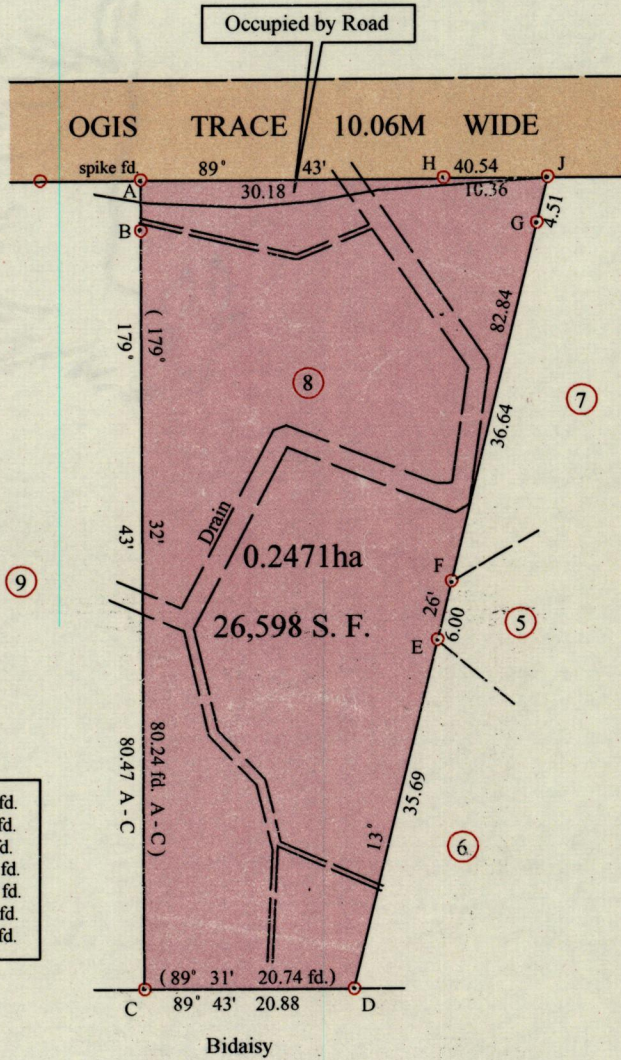 Occupied by Road
OGIS TRACE 10.06M WIDE
spike fd. 89° 43' H 40.54 J
A 30.18 10.36
B G 4.51
179° 43'
( 179° 32'
80.47 A - C
80.24 fd. A - C )
82.84
8
7
36.64
Drain
0.2471ha
9
F
26'
5
26,598 S. F.
6.00
E
35.69
13°
6
fd.
fd.
fd.
fd.
fd.
fd.
fd.
( 89° 31' 20.74 fd.)
C 89° 43' 20.88 D
Bidaisy